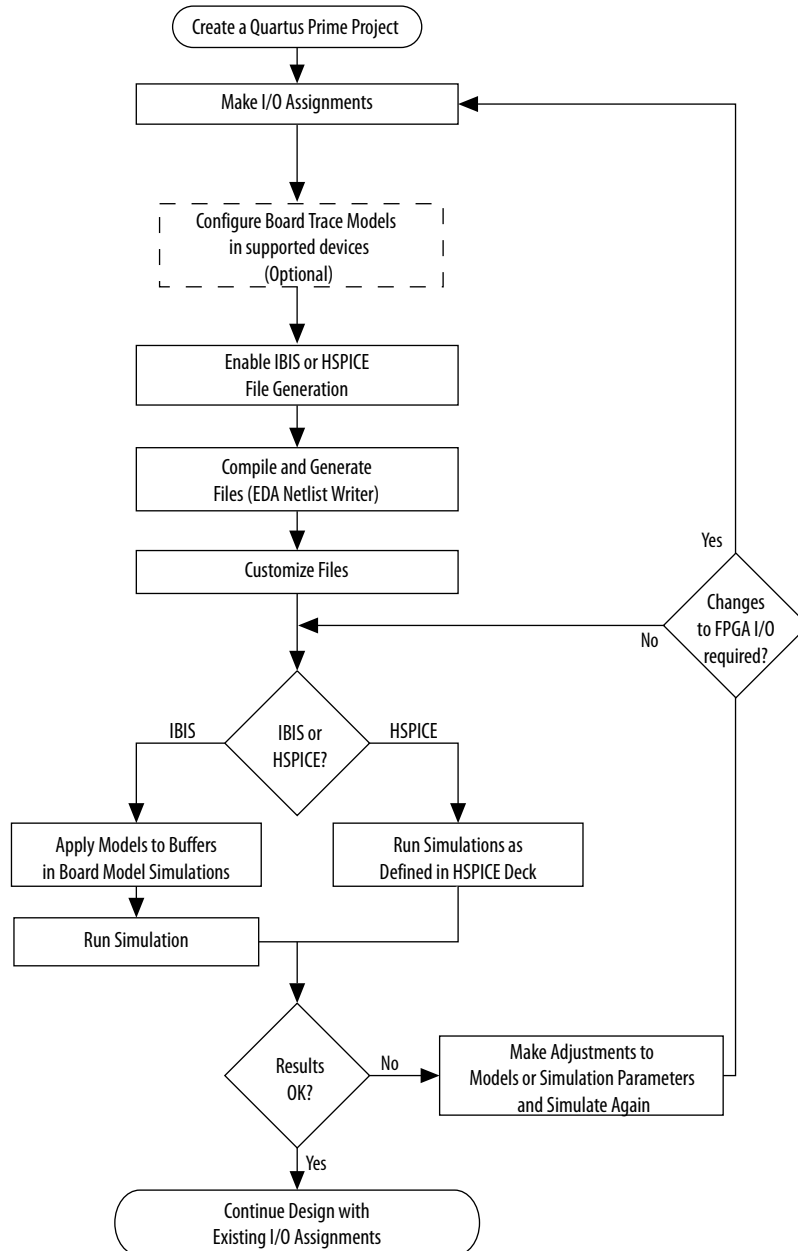 Create a Quartus Prime Project
Make I/O Assignments
Configure Board Trace Models
in supported devices
(Optional)
Enable IBIS or HSPICE
File Generation
Compile and Generate
Files (EDA Netlist Writer)
Customize Files
Yes
Changes
to FPGA I/O
required?
No
IBIS
IBIS or
HSPICE?
HSPICE
Apply Models to Buffers
in Board Model Simulations
Run Simulations as
Defined in HSPICE Deck
Run Simulation
Results
OK?
No
Make Adjustments to
Models or Simulation Parameters
and Simulate Again
Yes
Continue Design with
Existing I/O Assignments